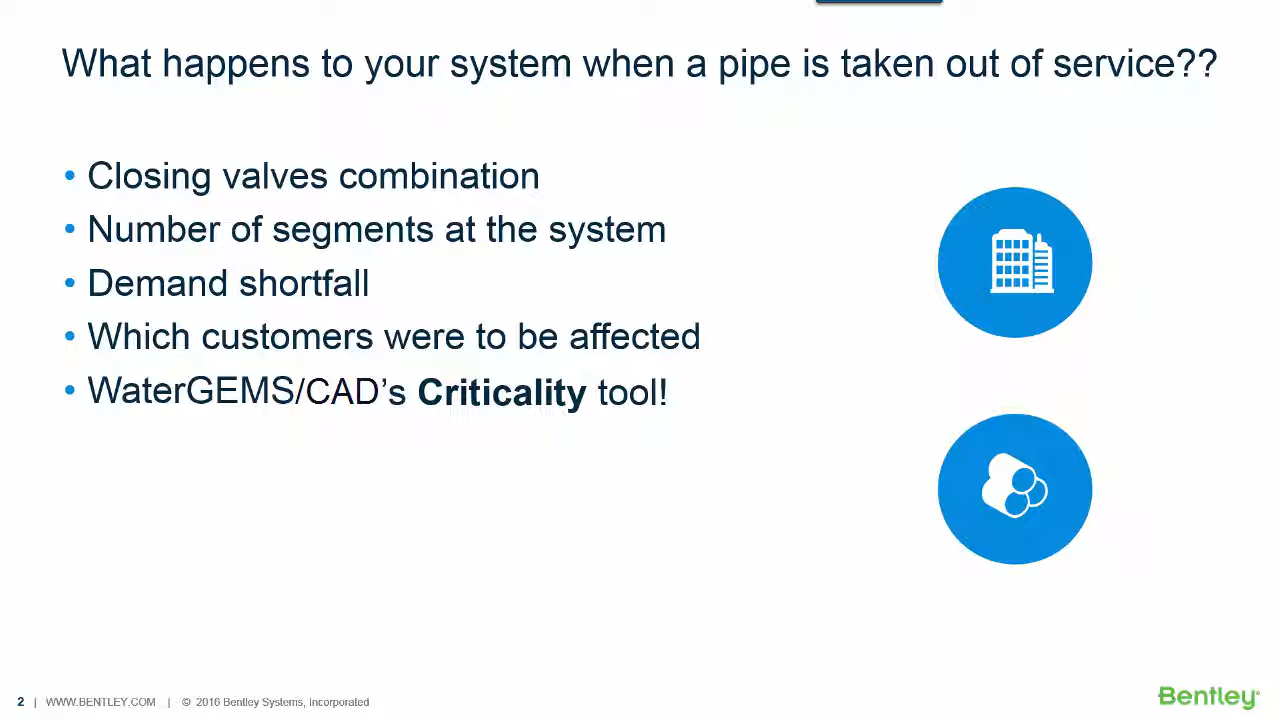 What happens to your system when a pipe is taken out of service??
• Closing valves combination
• Number of segments at the system
• Demand shortfall
• Which customers were to be affected
• WaterGEMS/CAD’s Criticality tool!
2 | WWW.BENTLEY.COM | © 2016 Bentley Systems, Incorporated
Bentley